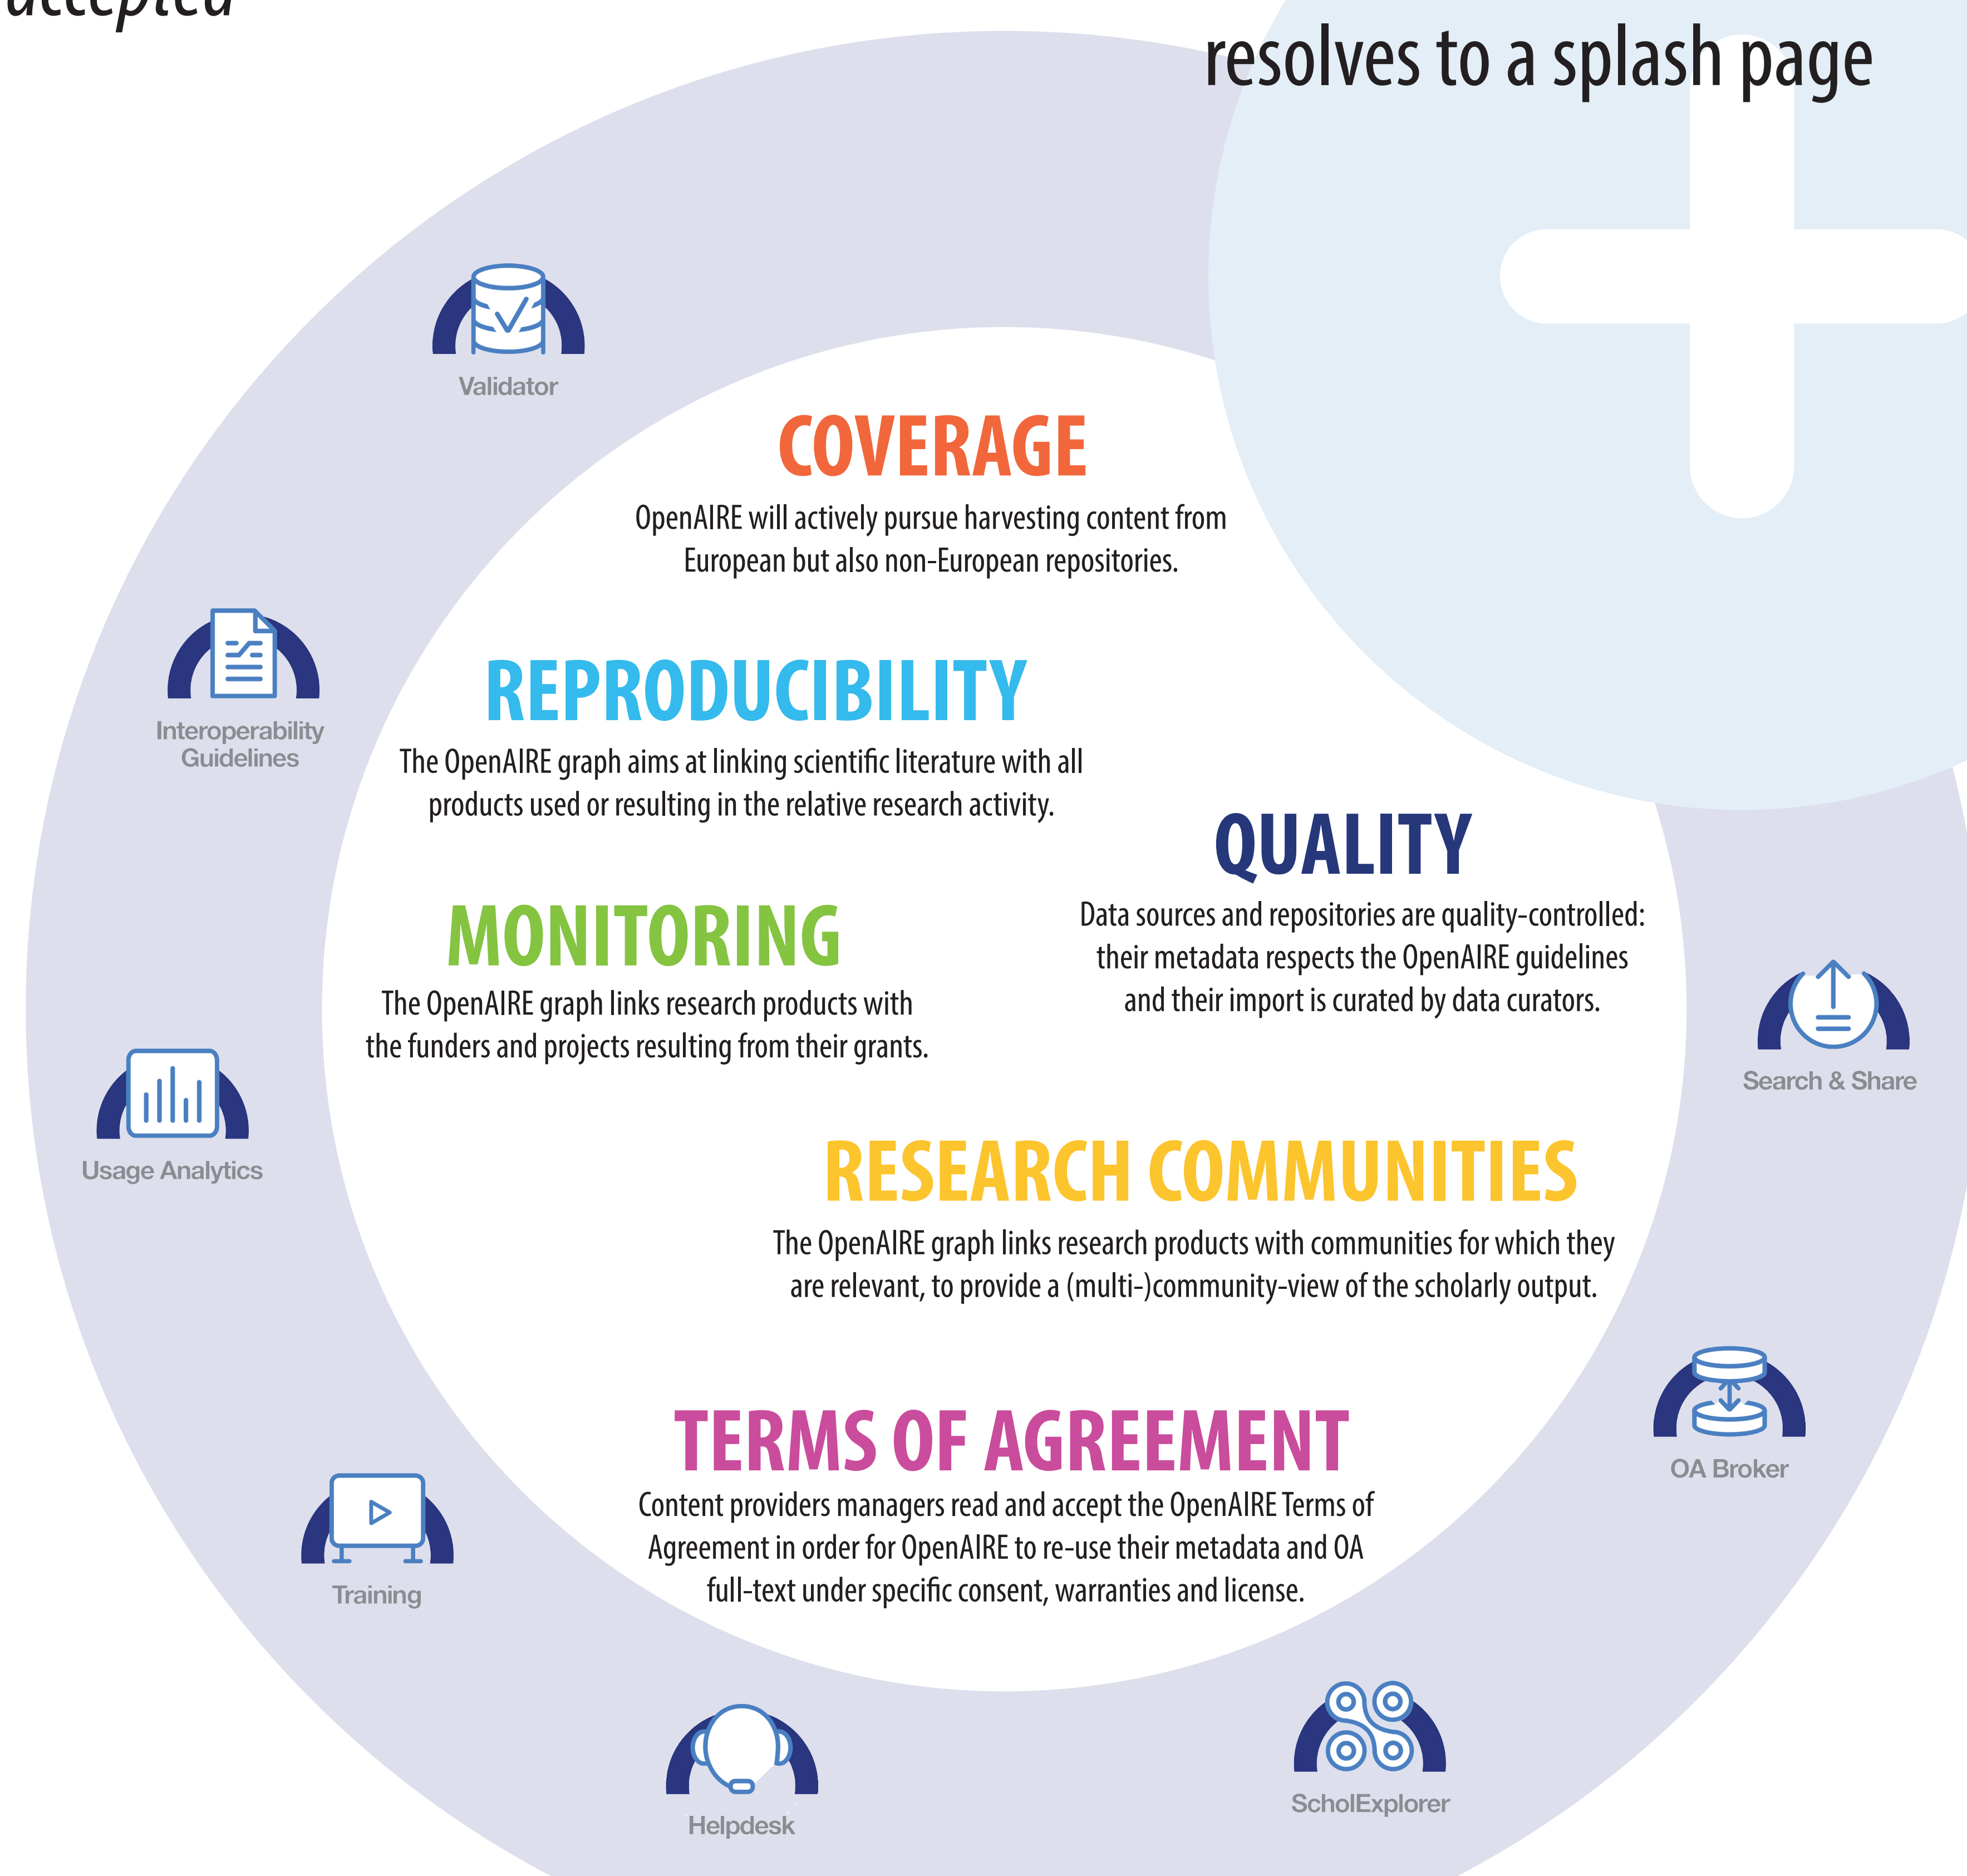 accepted
resolves to a splash page
Validator
COVERAGE
OpenAIRE will actively pursue harvesting content from
European but also non-European repositories.
Interoperability
Guidelines
REPRODUCIBILITY
The OpenAIRE graph aims at linking scientific literature with all
products used or resulting in the relative research activity.
QUALITY
Data sources and repositories are quality-controlled:
their metadata respects the OpenAIRE guidelines
and their import is curated by data curators.
MONITORING
The OpenAIRE graph links research products with
the funders and projects resulting from their grants.
Search & Share
Usage Analytics
RESEARCH COMMUNITIES
The OpenAIRE graph links research products with communities for which they
are relevant, to provide a (multi-)community-view of the scholarly output.
OA Broker
TERMS OF AGREEMENT
Content providers managers read and accept the OpenAIRE Terms of
Agreement in order for OpenAIRE to re-use their metadata and OA
full-text under specific consent, warranties and license.
Training
Helpdesk
ScholExplorer